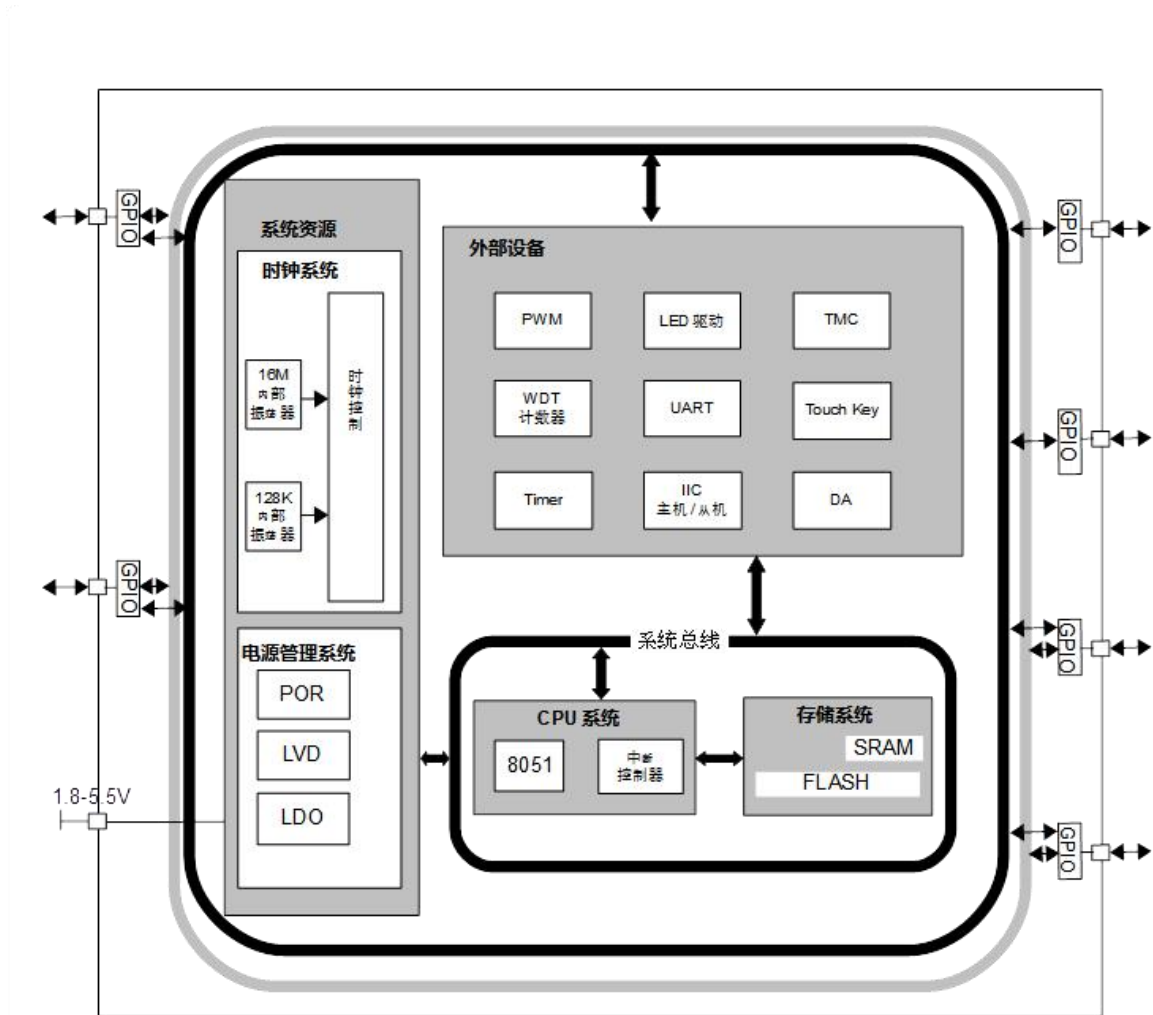 GPIO
GPIO
系统资源
时钟系统
16M
内部
振荡器
时钟控制
128K
内部
振荡器
GPIO
电源管理系统
POR
LVD
LDO
1.8-5.5V
外部设备
PWM
LED 驱动
TMC
WDT
计数器
UART
Touch Key
Timer
IIC
主机 / 从机
DA
GPIO
系统总线
CPU 系统
8051
中断
控制器
存储系统
SRAM
FLASH
GPIO
GPIO